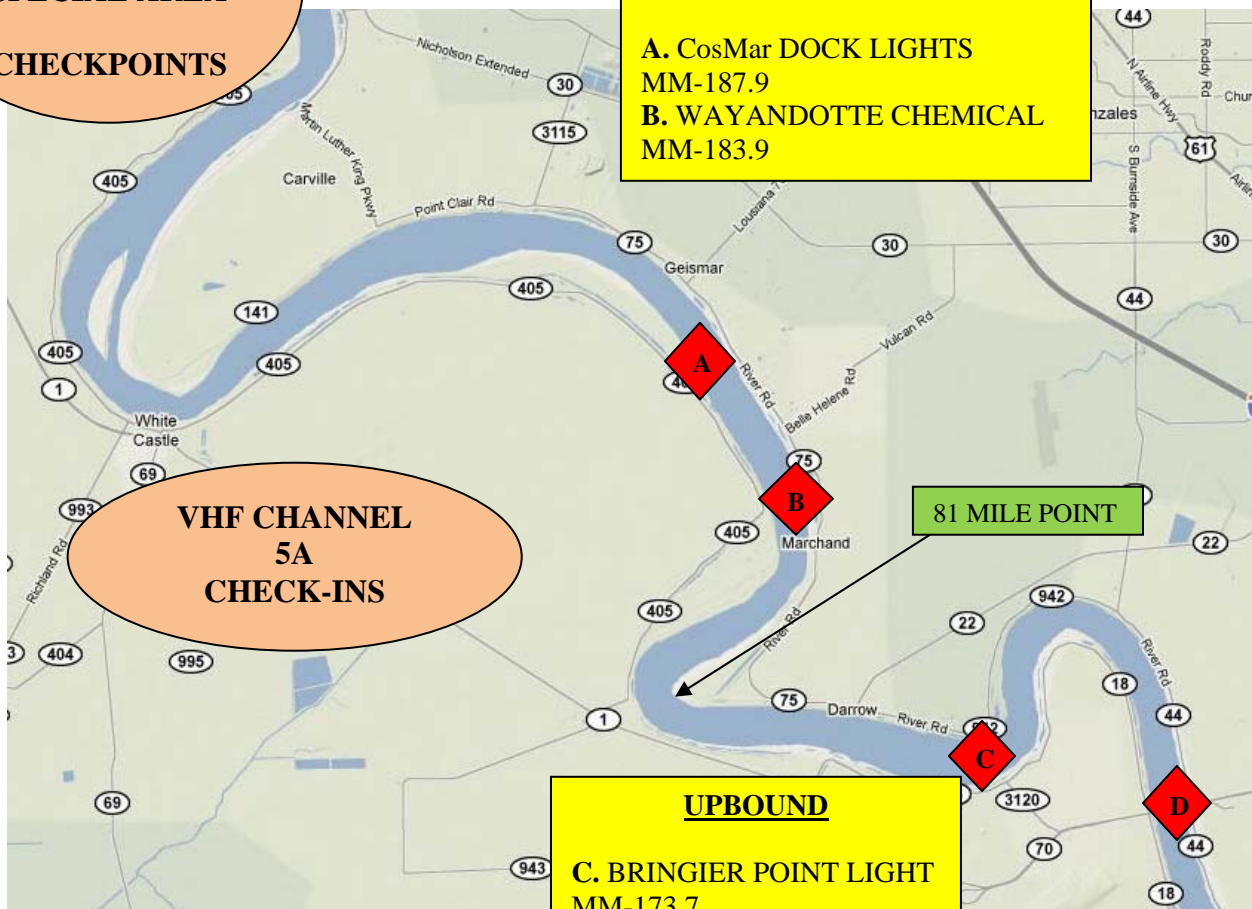 CHECKPOINTS
A. CosMar DOCK LIGHTS
MM-187.9
B. WAYANDOTTE CHEMICAL
MM-183.9
44
Roddy Rd
N Airline Hwy
Nicholson Extended
30
3115
61
S Burnside Ave
Martin Luther King Pkwy
405
Carville
Point Clair Rd
75
30
30
Geismar
405
44
141
Vulcan Rd
405
405
1
A
River Rd
Belle Helene Rd
White
Castle
69
75
B
993
VHF CHANNEL
5A
CHECK-INS
81 MILE POINT
405
Marchand
22
Richland Rd
405
942
22
River Rd
404
995
River Rd
18
75
Darrow
River Rd
1
44
C
69
UPBOUND
3120
D
70
44
943
C. BRINGIER POINT LIGHT
MM-173.7
18